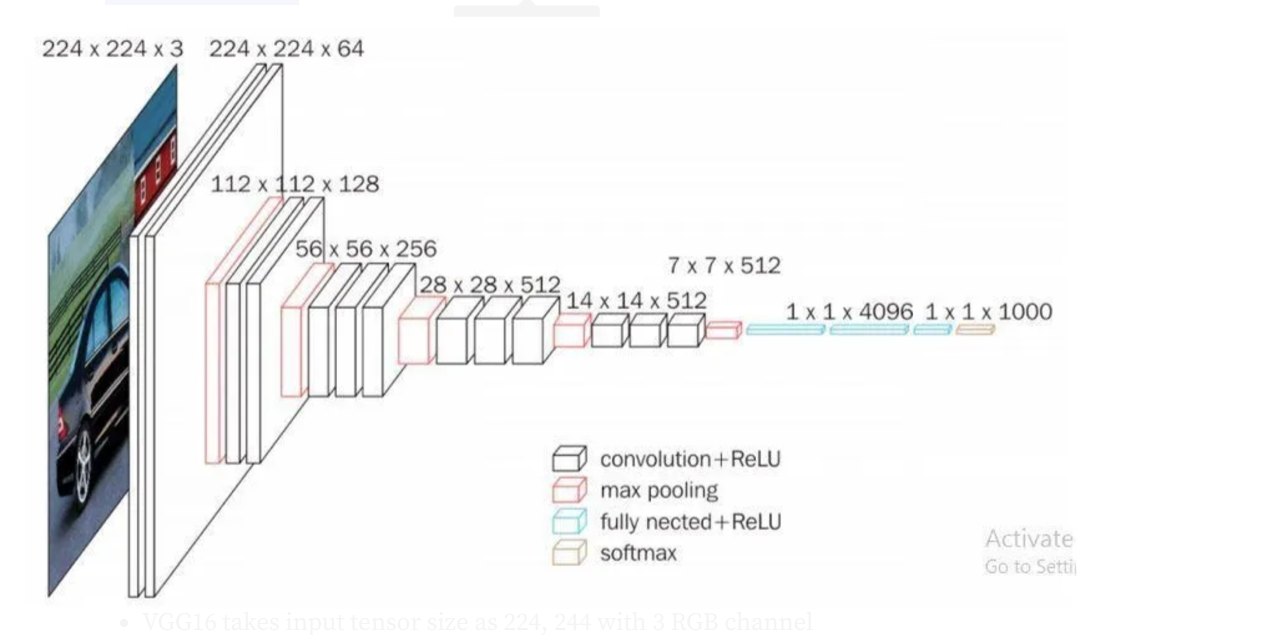 224 x 224 x 3 224 x 224 x 64
112 x 112 x 128
56 x 56 x 256
28 x 28 x 512
14 x 14 x 512
7 x 7 x 512
1 x 1 x 4096 1 x 1 x 1000
convolution+ReLU
max pooling
fully nected+ReLU
softmax
Activate
Go to Setti
• VGG16 takes input tensor size as 224, 244 with 3 RGB channel